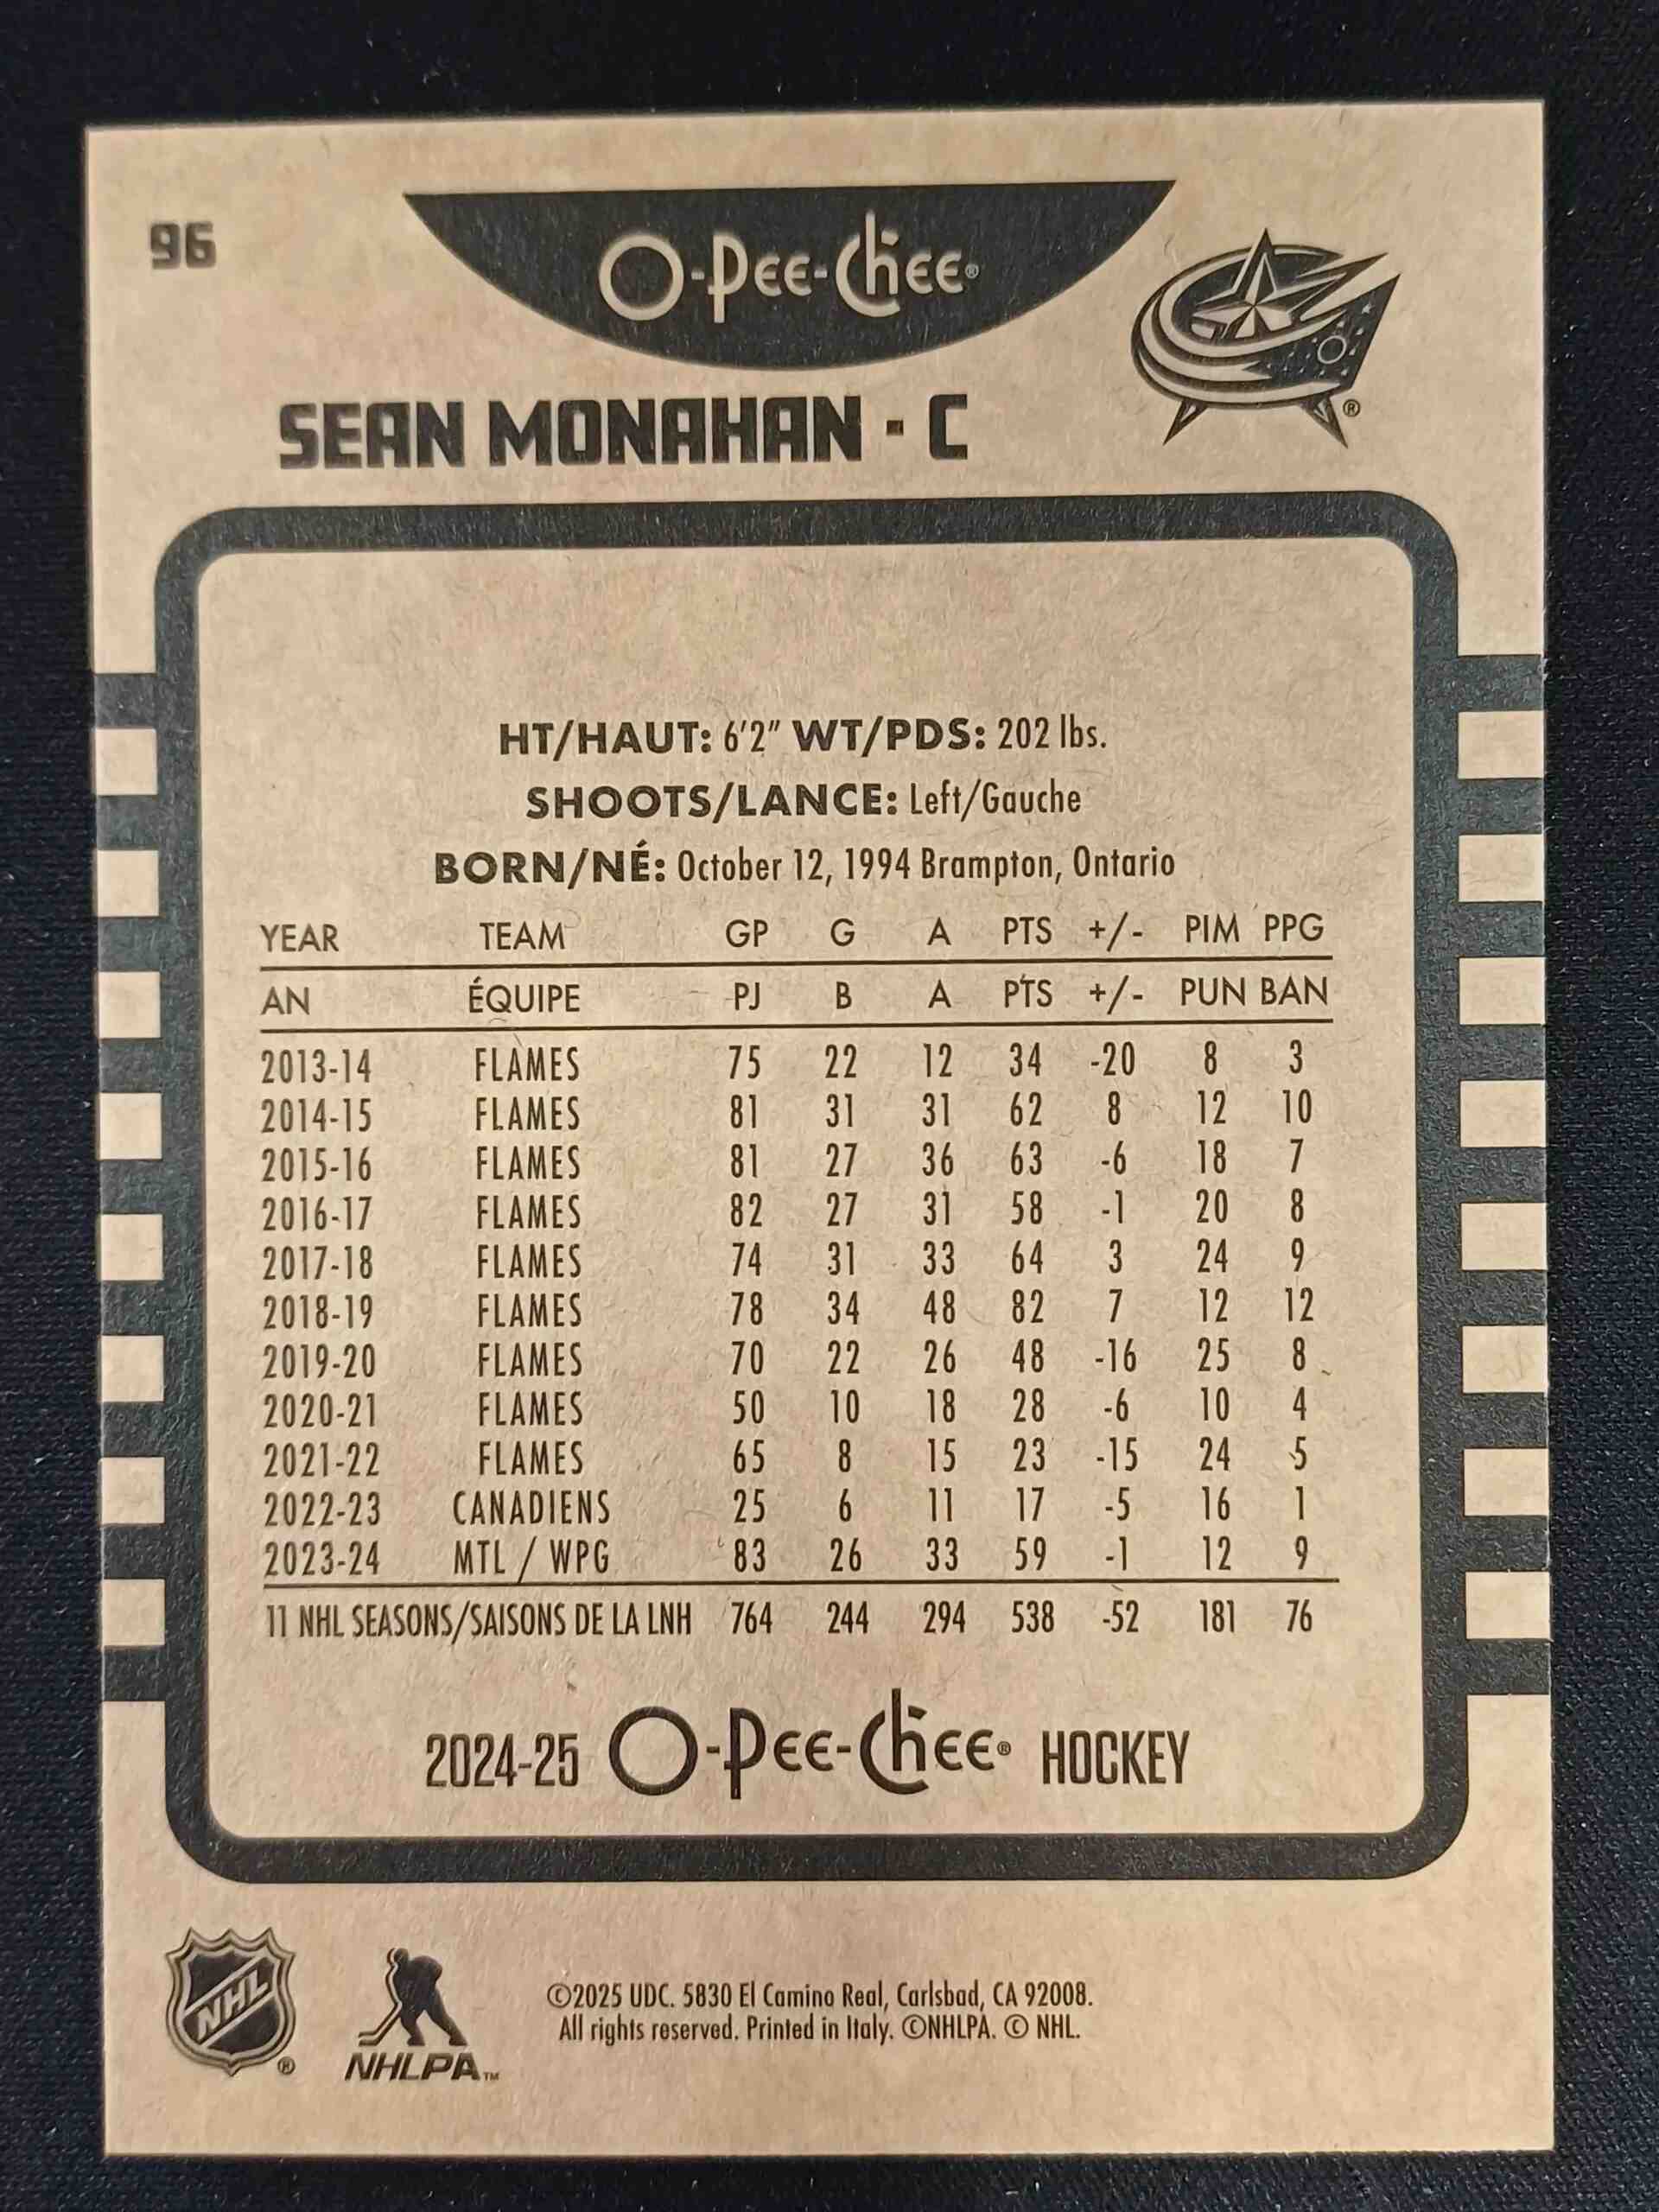 96
O-PEE-CHEE®
SEAN MONAHAN · C
®
HT/HAUT: 6'2" WT/PDS: 202 lbs.
SHOOTS/LANCE: Left/Gauche
BORN/NÉ: October 12, 1994 Brampton, Ontario
YEAR TEAM GP G A PTS +/- PIM PPG
AN ÉQUIPE PJ B A PTS +/- PUN BAN
2013-14 FLAMES 75 22 12 34 -20 8 3
2014-15 FLAMES 81 31 31 62 8 12 10
2015-16 FLAMES 81 27 36 63 -6 18 7
2016-17 FLAMES 82 27 31 58 -1 20 8
2017-18 FLAMES 74 31 33 64 3 24 9
2018-19 FLAMES 78 34 48 82 7 12 12
2019-20 FLAMES 70 22 26 48 -16 25 8
2020-21 FLAMES 50 10 18 28 -6 10 4
2021-22 FLAMES 65 8 15 23 -15 24 5
2022-23 CANADIENS 25 6 11 17 -5 16 1
2023-24 MTL / WPG 83 26 33 59 -1 12 9
11 NHL SEASONS/SAISONS DE LA LNH 764 244 294 538 -52 181 76
2024-25 O-PEE-CHEE® HOCKEY
NHL®
NHLPA™
©2025 UDC. 5830 El Camino Real, Carlsbad, CA 92008.
All rights reserved. Printed in Italy. ©NHLPA. © NHL.